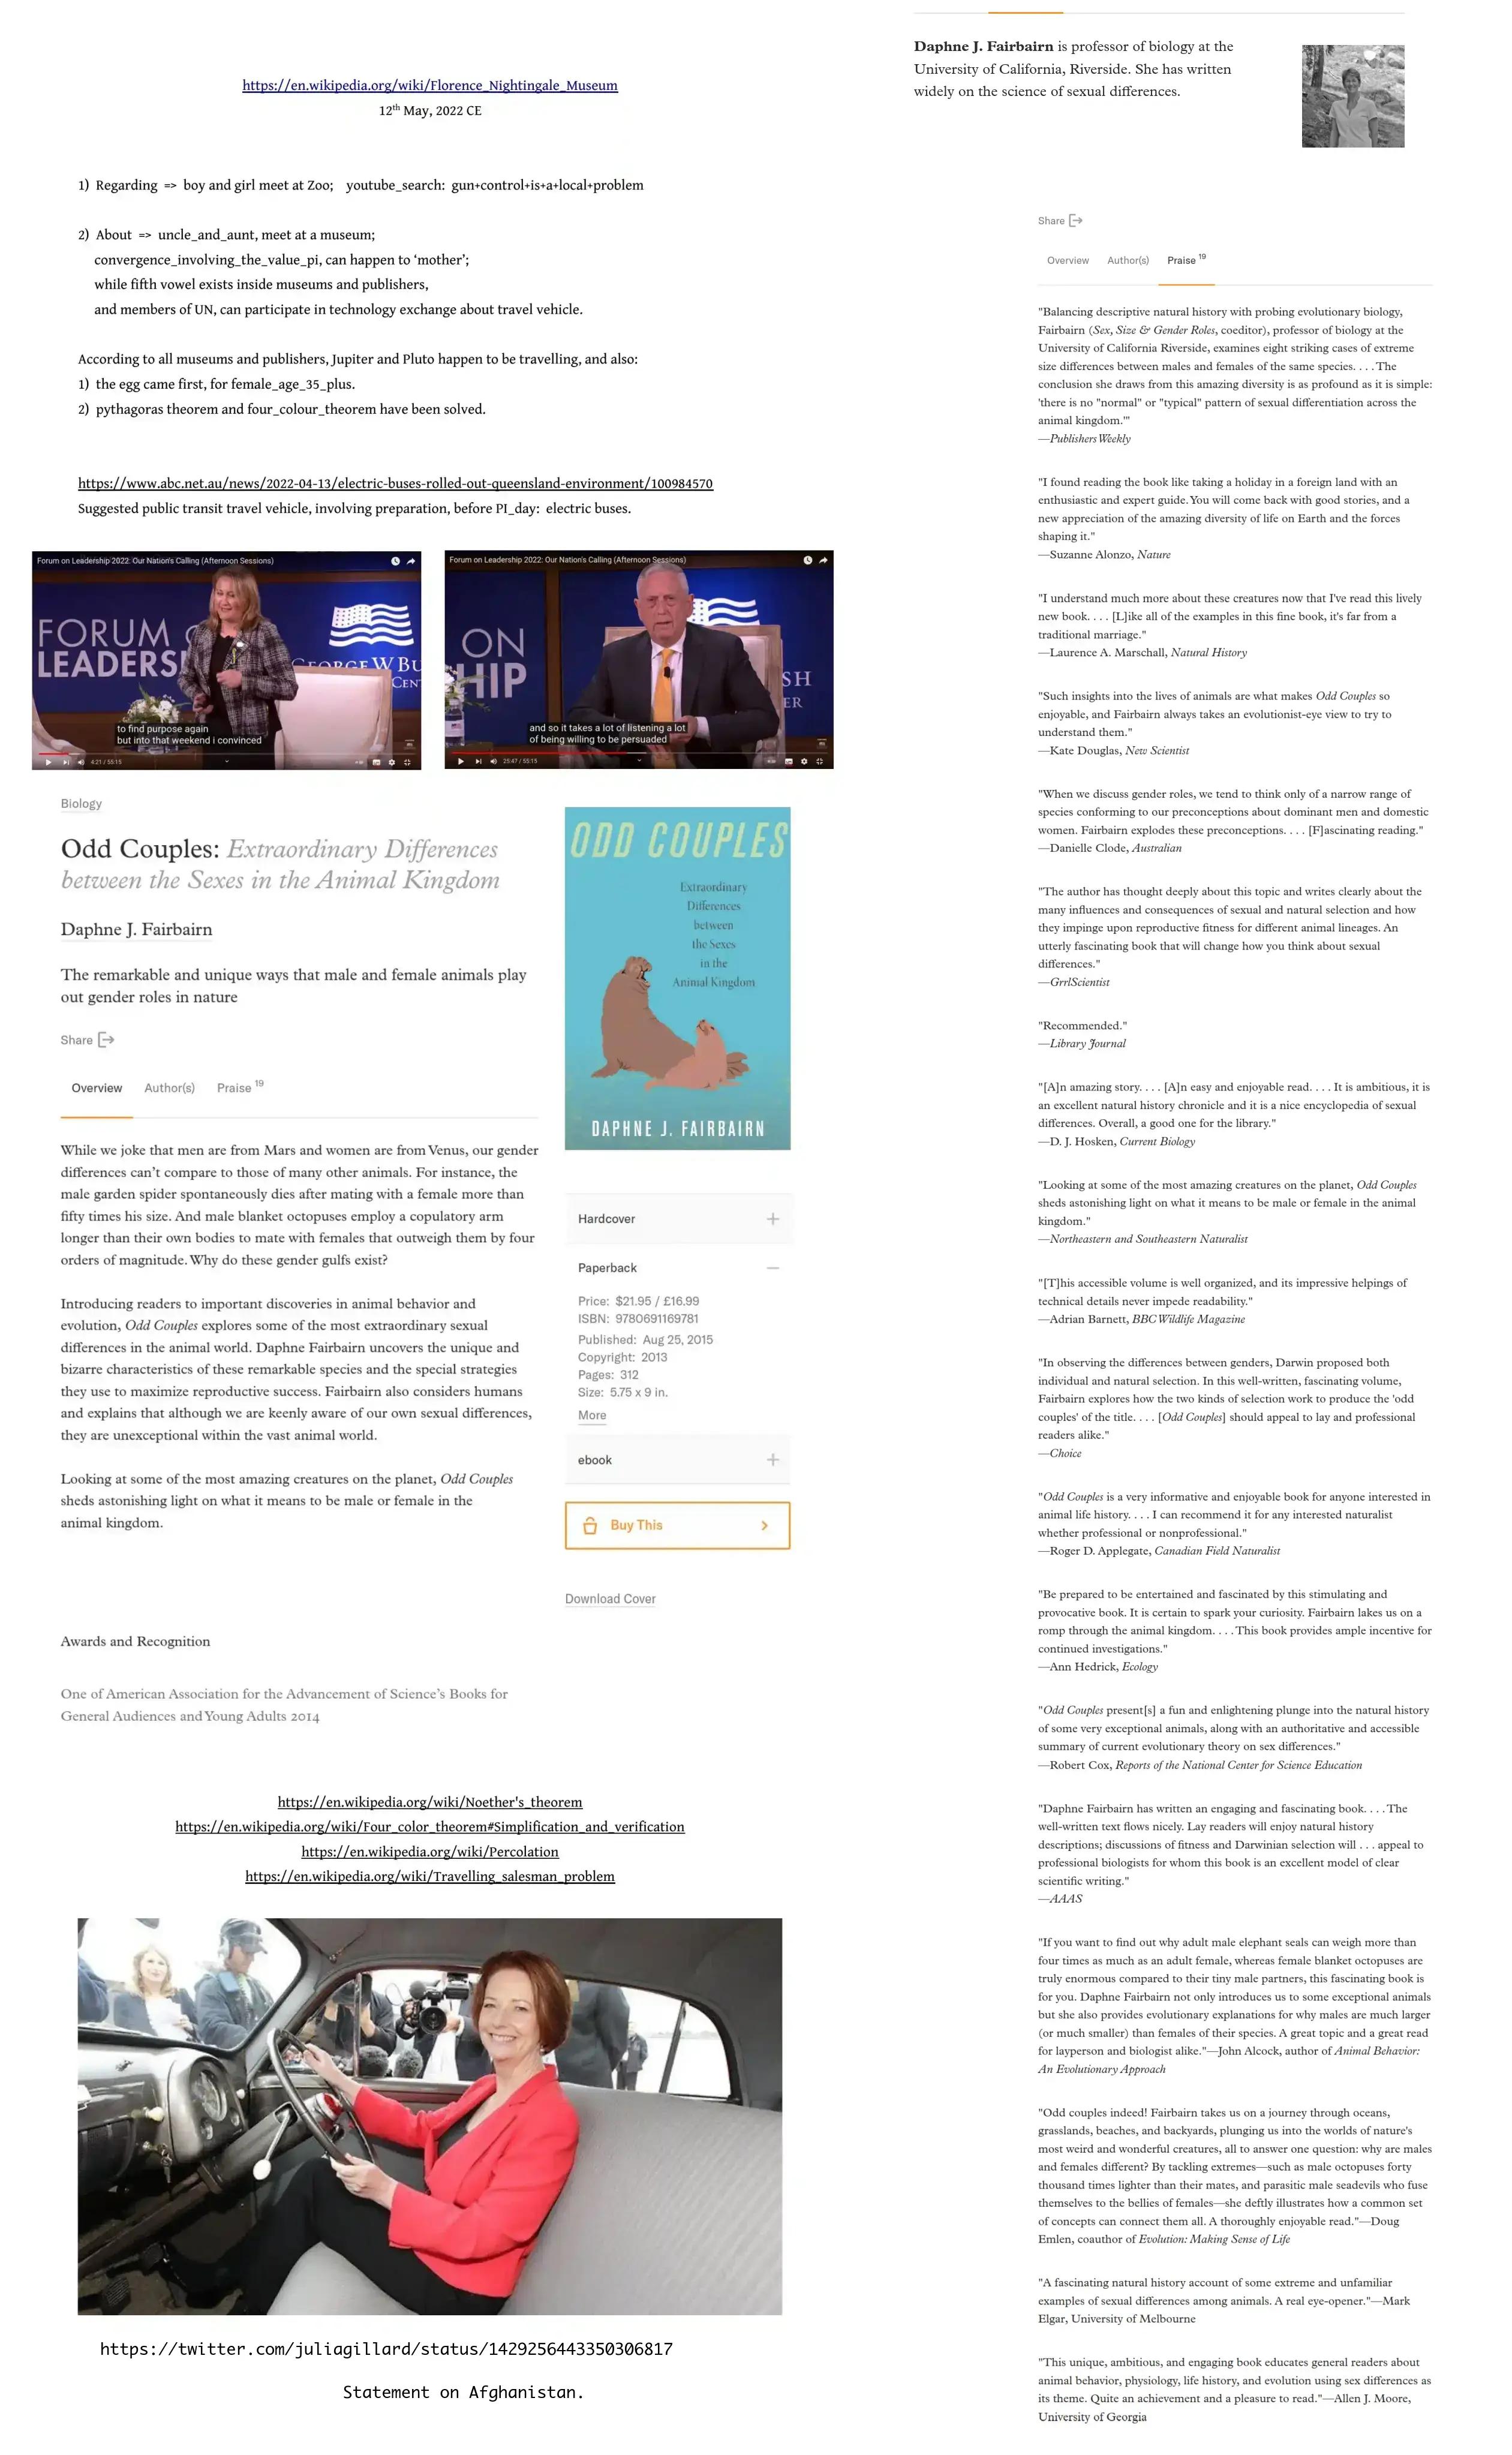 https://en.wikipedia.org/wiki/Florence_Nightingale_Museum
12th May, 2022 CE
1) Regarding => boy and girl meet at Zoo; youtube_search: gun+control+is+a+local+problem
2) About => uncle_and_aunt, meet at a museum;
convergence_involving_the_value_pi, can happen to ‘mother’;
while fifth vowel exists inside museums and publishers,
and members of UN, can participate in technology exchange about travel vehicle.
According to all museums and publishers, Jupiter and Pluto happen to be travelling, and also:
1) the egg came first, for female_age_35_plus.
2) pythagoras theorem and four_colour_theorem have been solved.
https://www.abc.net.au/news/2022-04-13/electric-buses-rolled-out-queensland-environment/100984570
Suggested public transit travel vehicle, involving preparation, before PI_day: electric buses.
Forum on Leadership 2022: Our Nation's Calling (Afternoon Sessions)
FORUM
LEADERS
GEORGE W BU
CEN
to find purpose again
but into that weekend i convinced
4:21 / 55:15
Forum on Leadership 2022: Our Nation's Calling (Afternoon Sessions)
ON
HIP
SH
ER
and so it takes a lot of listening a lot
of being willing to be persuaded
25:47 / 55:15
Biology
Odd Couples: Extraordinary Differences
between the Sexes in the Animal Kingdom
Daphne J. Fairbairn
The remarkable and unique ways that male and female animals play
out gender roles in nature
Share
Overview Author(s) Praise 19
While we joke that men are from Mars and women are from Venus, our gender
differences can’t compare to those of many other animals. For instance, the
male garden spider spontaneously dies after mating with a female more than
fifty times his size. And male blanket octopuses employ a copulatory arm
longer than their own bodies to mate with females that outweigh them by four
orders of magnitude. Why do these gender gulfs exist?
Introducing readers to important discoveries in animal behavior and
evolution, Odd Couples explores some of the most extraordinary sexual
differences in the animal world. Daphne Fairbairn uncovers the unique and
bizarre characteristics of these remarkable species and the special strategies
they use to maximize reproductive success. Fairbairn also considers humans
and explains that although we are keenly aware of our own sexual differences,
they are unexceptional within the vast animal world.
Looking at some of the most amazing creatures on the planet, Odd Couples
sheds astonishing light on what it means to be male or female in the
animal kingdom.
Awards and Recognition
One of American Association for the Advancement of Science’s Books for
General Audiences and Young Adults 2014
ODD COUPLES
Extraordinary
Differences
between
the Sexes
in the
Animal Kingdom
DAPHNE J. FAIRBAIRN
Hardcover
Paperback
Price: $21.95 / £16.99
ISBN: 9780691169781
Published: Aug 25, 2015
Copyright: 2013
Pages: 312
Size: 5.75 x 9 in.
More
ebook
Buy This
Download Cover
https://en.wikipedia.org/wiki/Noether's_theorem
https://en.wikipedia.org/wiki/Four_color_theorem#Simplification_and_verification
https://en.wikipedia.org/wiki/Percolation
https://en.wikipedia.org/wiki/Travelling_salesman_problem
https://twitter.com/juliagillard/status/1429256443350306817
Statement on Afghanistan.
Daphne J. Fairbairn is professor of biology at the
University of California, Riverside. She has written
widely on the science of sexual differences.
Share
Overview Author(s) Praise 19
"Balancing descriptive natural history with probing evolutionary biology,
Fairbairn (Sex, Size & Gender Roles, coeditor), professor of biology at the
University of California Riverside, examines eight striking cases of extreme
size differences between males and females of the same species. . . . The
conclusion she draws from this amazing diversity is as profound as it is simple:
'there is no "normal" or "typical" pattern of sexual differentiation across the
animal kingdom.'"
—Publishers Weekly
"I found reading the book like taking a holiday in a foreign land with an
enthusiastic and expert guide. You will come back with good stories, and a
new appreciation of the amazing diversity of life on Earth and the forces
shaping it."
—Suzanne Alonzo, Nature
"I understand much more about these creatures now that I've read this lively
new book. . . . [L]ike all of the examples in this fine book, it's far from a
traditional marriage."
—Laurence A. Marschall, Natural History
"Such insights into the lives of animals are what makes Odd Couples so
enjoyable, and Fairbairn always takes an evolutionist-eye view to try to
understand them."
—Kate Douglas, New Scientist
"When we discuss gender roles, we tend to think only of a narrow range of
species conforming to our preconceptions about dominant men and domestic
women. Fairbairn explodes these preconceptions. . . . [F]ascinating reading."
—Danielle Clode, Australian
"The author has thought deeply about this topic and writes clearly about the
many influences and consequences of sexual and natural selection and how
they impinge upon reproductive fitness for different animal lineages. An
utterly fascinating book that will change how you think about sexual
differences."
—GrrlScientist
"Recommended."
—Library Journal
"[A]n amazing story. . . . [A]n easy and enjoyable read. . . . It is ambitious, it is
an excellent natural history chronicle and it is a nice encyclopedia of sexual
differences. Overall, a good one for the library."
—D. J. Hosken, Current Biology
"Looking at some of the most amazing creatures on the planet, Odd Couples
sheds astonishing light on what it means to be male or female in the animal
kingdom."
—Northeastern and Southeastern Naturalist
"[T]his accessible volume is well organized, and its impressive helpings of
technical details never impede readability."
—Adrian Barnett, BBC Wildlife Magazine
"In observing the differences between genders, Darwin proposed both
individual and natural selection. In this well-written, fascinating volume,
Fairbairn explores how the two kinds of selection work to produce the 'odd
couples' of the title. . . . [Odd Couples] should appeal to lay and professional
readers alike."
—Choice
"Odd Couples is a very informative and enjoyable book for anyone interested in
animal life history. . . . I can recommend it for any interested naturalist
whether professional or nonprofessional."
—Roger D. Applegate, Canadian Field Naturalist
"Be prepared to be entertained and fascinated by this stimulating and
provocative book. It is certain to spark your curiosity. Fairbairn lakes us on a
romp through the animal kingdom. . . . This book provides ample incentive for
continued investigations."
—Ann Hedrick, Ecology
"Odd Couples present[s] a fun and enlightening plunge into the natural history
of some very exceptional animals, along with an authoritative and accessible
summary of current evolutionary theory on sex differences."
—Robert Cox, Reports of the National Center for Science Education
"Daphne Fairbairn has written an engaging and fascinating book. . . . The
well-written text flows nicely. Lay readers will enjoy natural history
descriptions; discussions of fitness and Darwinian selection will . . . appeal to
professional biologists for whom this book is an excellent model of clear
scientific writing."
—AAAS
"If you want to find out why adult male elephant seals can weigh more than
four times as much as an adult female, whereas female blanket octopuses are
truly enormous compared to their tiny male partners, this fascinating book is
for you. Daphne Fairbairn not only introduces us to some exceptional animals
but she also provides evolutionary explanations for why males are much larger
(or much smaller) than females of their species. A great topic and a great read
for layperson and biologist alike."—John Alcock, author of Animal Behavior:
An Evolutionary Approach
"Odd couples indeed! Fairbairn takes us on a journey through oceans,
grasslands, beaches, and backyards, plunging us into the worlds of nature's
most weird and wonderful creatures, all to answer one question: why are males
and females different? By tackling extremes—such as male octopuses forty
thousand times lighter than their mates, and parasitic male seadevils who fuse
themselves to the bellies of females—she deftly illustrates how a common set
of concepts can connect them all. A thoroughly enjoyable read."—Doug
Emlen, coauthor of Evolution: Making Sense of Life
"A fascinating natural history account of some extreme and unfamiliar
examples of sexual differences among animals. A real eye-opener."—Mark
Elgar, University of Melbourne
"This unique, ambitious, and engaging book educates general readers about
animal behavior, physiology, life history, and evolution using sex differences as
its theme. Quite an achievement and a pleasure to read."—Allen J. Moore,
University of Georgia